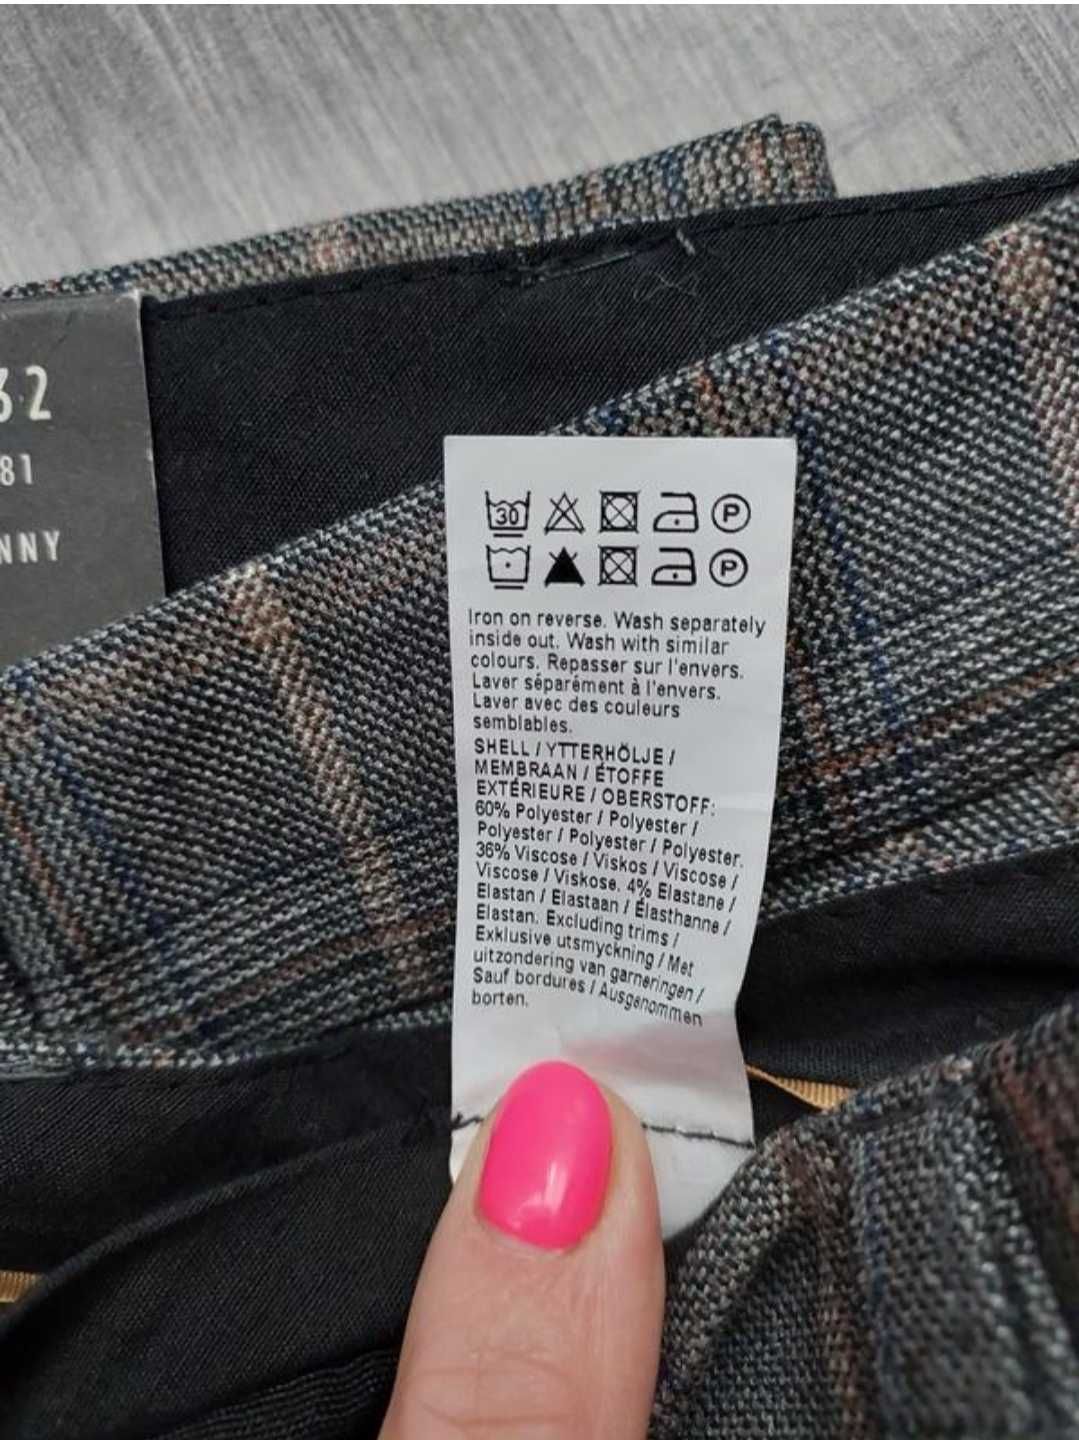 32
81
NNY
30 P
P
Iron on reverse. Wash separately
inside out. Wash with similar
colours. Repasser sur l'envers.
Laver séparément à l'envers.
Laver avec des couleurs
semblables.
SHELL / YTTERHÖLJE /
MEMBRAAN / ÉTOFFE
EXTÉRIEURE / OBERSTOFF:
60% Polyester / Polyester /
Polyester / Polyester / Polyester.
36% Viscose / Viskos / Viscose /
Viscose / Viskose. 4% Elastane /
Elastan / Elastaan / Élasthanne /
Elastan. Excluding trims /
Exklusive utsmyckning / Met
uitzondering van garneringen /
Sauf bordures / Ausgenommen
borten.